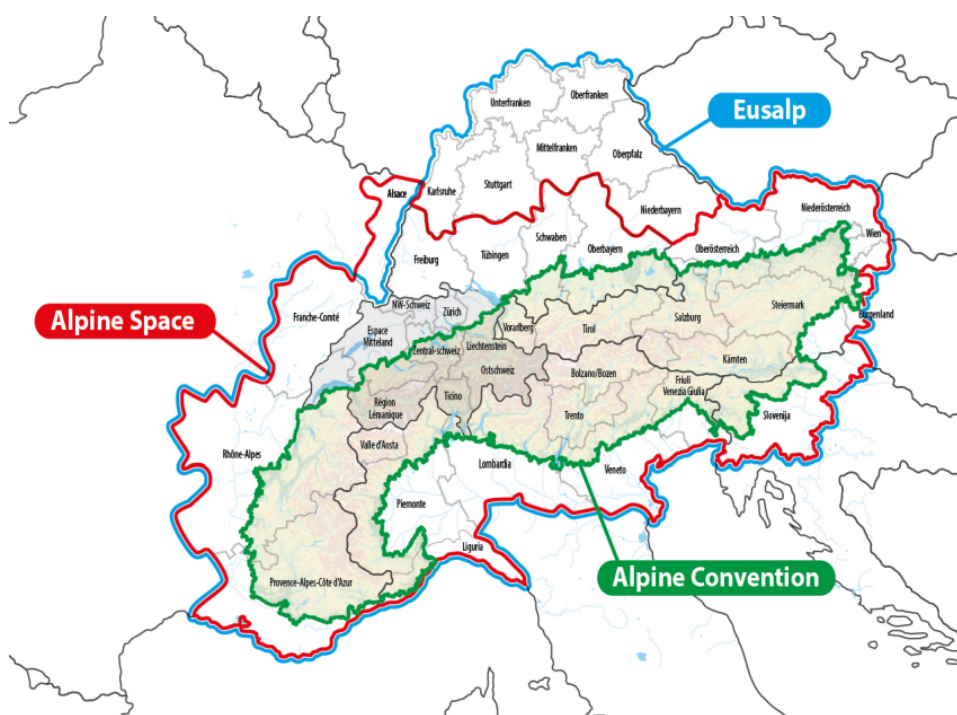 Unterfranken
Oberfranken
Eusalp
Mittelfranken
Oberpfalz
Alsace
Karlsruhe
Stuttgart
Niederbayern
Niederösterreich
Wien
Schwaben
Oberbayern
Oberösterreich
Freiburg
Tübingen
Alpine Space
Franche-Comté
NW-Schweiz
Zürich
Espace
Mitteland
Zentral-schweiz
Liechtenstein
Vorarlberg
Tirol
Salzburg
Steiermark
Burgenland
Ostschweiz
Kärnten
Bolzano/Bozen
Région
Lémanique
Ticino
Friuli
Venezia Giulia
Slovenija
Trento
Valle d'Aosta
Rhône-Alpes
Lombardia
Veneto
Piemonte
Liguria
Provence-Alpes-Côte d'Azur
Alpine Convention